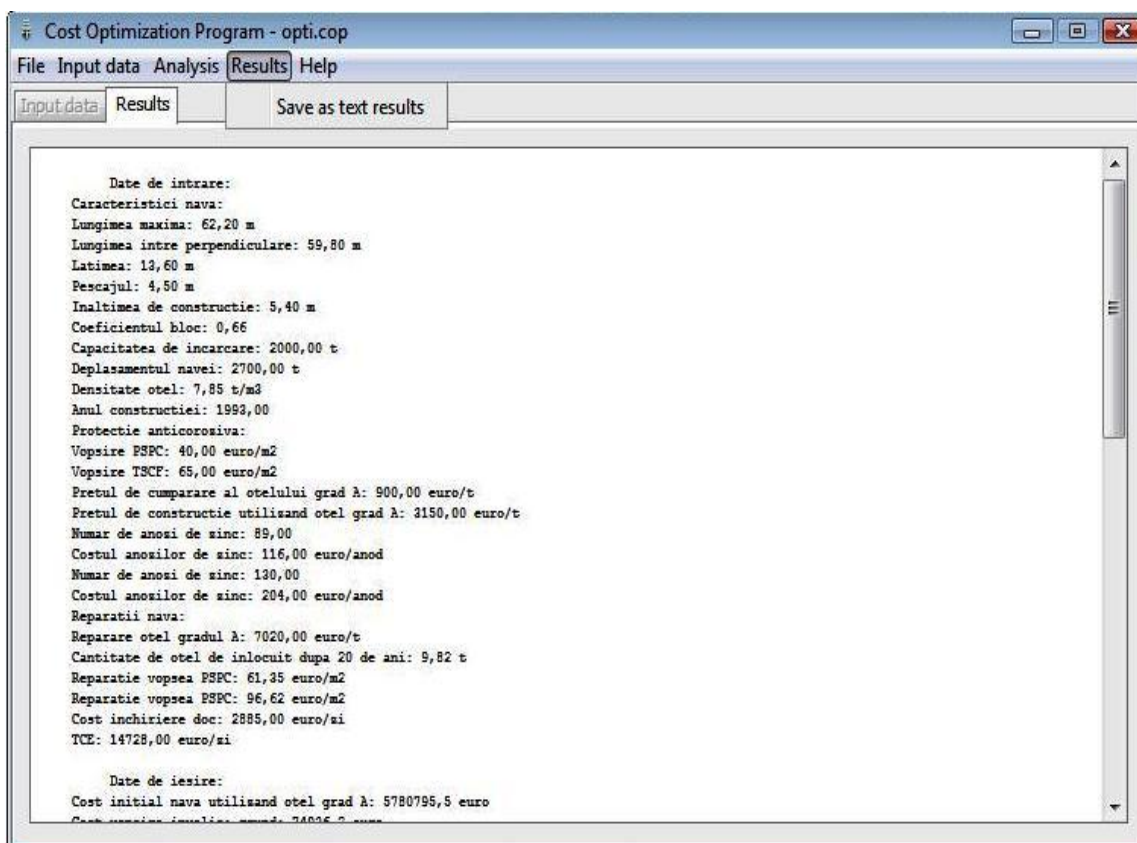 Cost Optimization Program - opti.cop
File Input data Analysis Results Help
Input data Results
Save as text results
Date de intrare:
Caracteristici nava:
Lungimea maxima: 62,20 m
Lungimea intre perpendiculare: 59,80 m
Latimea: 13,60 m
Pescajul: 4,50 m
Inaltimea de constructie: 5,40 m
Coeficientul bloc: 0,66
Capacitatea de incarcare: 2000,00 t
Deplasamentul navei: 2700,00 t
Densitate otel: 7,85 t/m3
Anul constructiei: 1993,00
Protectie anticorosiva:
Vopsire PSPC: 40,00 euro/m2
Vopsire TSCF: 65,00 euro/m2
Pretul de cumparare al otelului grad A: 900,00 euro/t
Pretul de constructie utilizand otel grad A: 3150,00 euro/t
Numar de anozi de zinc: 89,00
Costul anozilor de zinc: 116,00 euro/anod
Numar de anozi de zinc: 130,00
Costul anozilor de zinc: 204,00 euro/anod
Reparatii nava:
Reparare otel gradul A: 7020,00 euro/t
Cantitate de otel de inlocuit dupa 20 de ani: 9,82 t
Reparatie vopsea PSPC: 61,35 euro/m2
Reparatie vopsea PSPC: 96,62 euro/m2
Cost inchiriere doc: 2885,00 euro/zi
TCE: 14728,00 euro/zi
Date de iesire:
Cost initial nava utilizand otel grad A: 5780795,5 euro